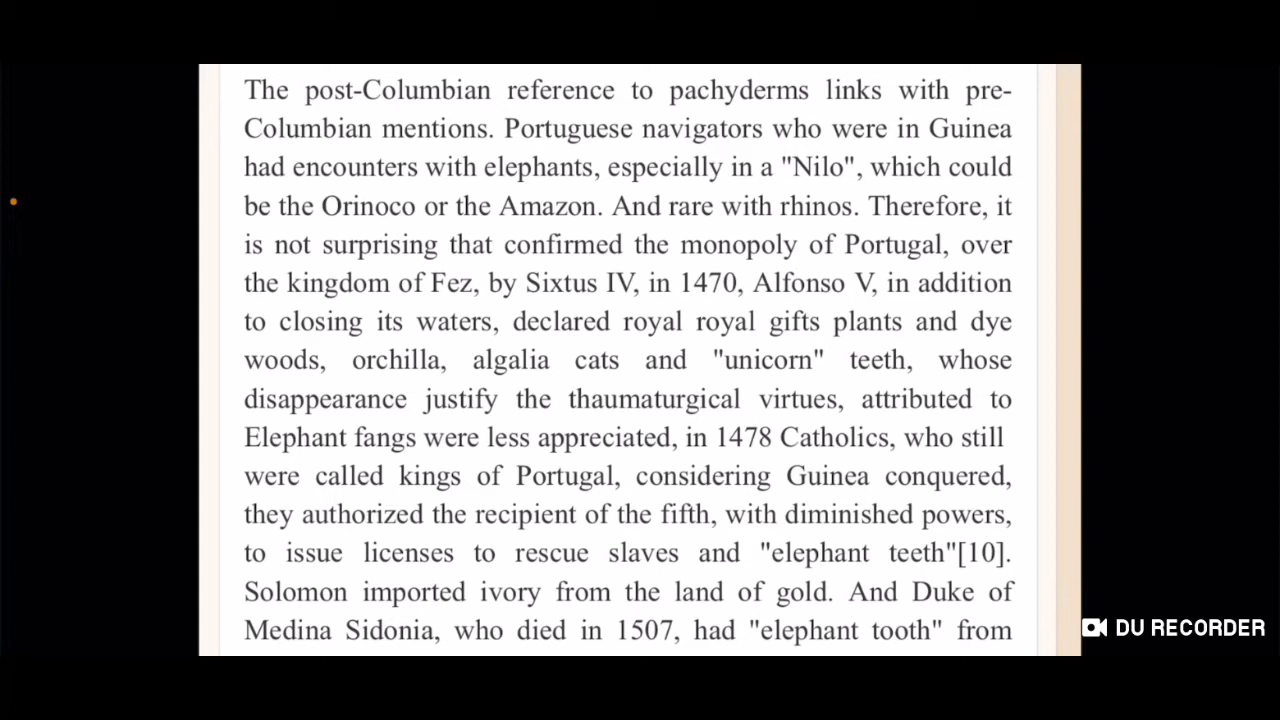 The post-Columbian reference to pachyderms links with pre-
Columbian mentions. Portuguese navigators who were in Guinea
had encounters with elephants, especially in a "Nilo", which could
be the Orinoco or the Amazon. And rare with rhinos. Therefore, it
is not surprising that confirmed the monopoly of Portugal, over
the kingdom of Fez, by Sixtus IV, in 1470, Alfonso V, in addition
to closing its waters, declared royal royal gifts plants and dye
woods, orchilla, algalia cats and "unicorn" teeth, whose
disappearance justify the thaumaturgical virtues, attributed to
Elephant fangs were less appreciated, in 1478 Catholics, who still
were called kings of Portugal, considering Guinea conquered,
they authorized the recipient of the fifth, with diminished powers,
to issue licenses to rescue slaves and "elephant teeth"[10].
Solomon imported ivory from the land of gold. And Duke of
Medina Sidonia, who died in 1507, had "elephant tooth" from
DU RECORDER